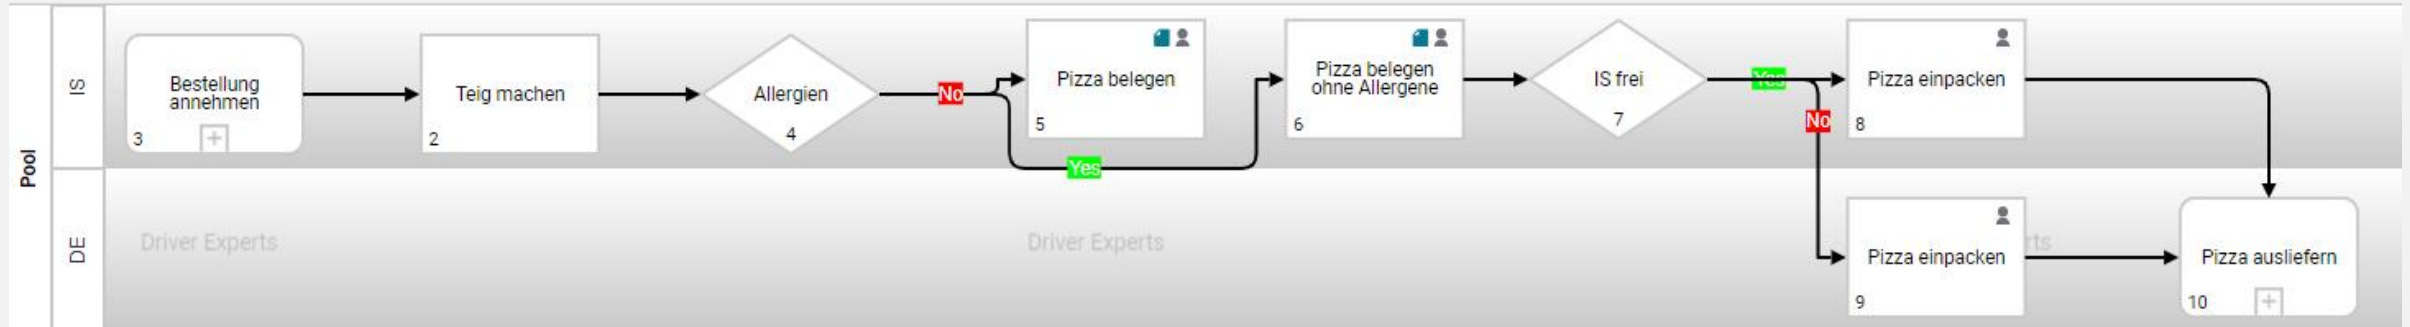 Pool
IS
Bestellung
annehmen
3
Teig machen
2
Allergien
4
No
Yes
Pizza belegen
5
Pizza belegen
ohne Allergene
6
IS frei
7
Yes
No
Pizza einpacken
8
DE
Driver Experts
Driver Experts
rts
Pizza einpacken
9
Pizza ausliefern
10